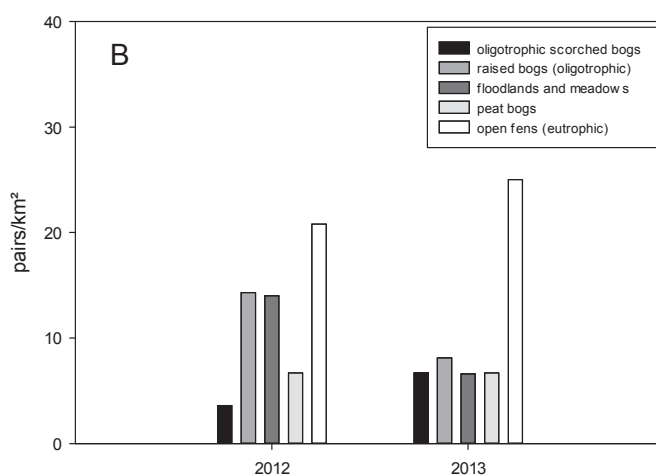 40
B
oligotrophic scorched bogs
raised bogs (oligotrophic)
floodlands and meadows
peat bogs
open fens (eutrophic)
30
pairs/km²
20
10
0
2012
2013